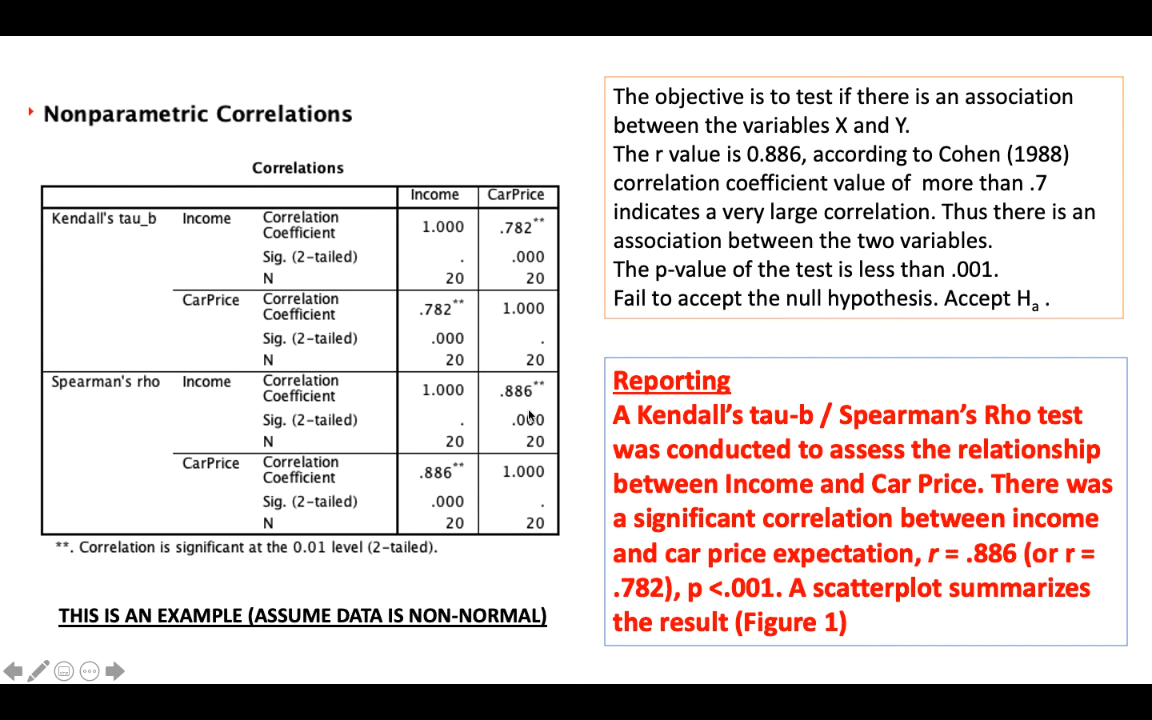 Nonparametric Correlations
Correlations
Income CarPrice
Kendall's tau_b Income Correlation Coefficient 1.000 .782**
Sig. (2-tailed) . .000
N 20 20
CarPrice Correlation Coefficient .782** 1.000
Sig. (2-tailed) .000 .
N 20 20
Spearman's rho Income Correlation Coefficient 1.000 .886**
Sig. (2-tailed) . .000
N 20 20
CarPrice Correlation Coefficient .886** 1.000
Sig. (2-tailed) .000 .
N 20 20
**. Correlation is significant at the 0.01 level (2-tailed).
THIS IS AN EXAMPLE (ASSUME DATA IS NON-NORMAL)
The objective is to test if there is an association
between the variables X and Y.
The r value is 0.886, according to Cohen (1988)
correlation coefficient value of more than .7
indicates a very large correlation. Thus there is an
association between the two variables.
The p-value of the test is less than .001.
Fail to accept the null hypothesis. Accept Ha .
Reporting
A Kendall’s tau-b / Spearman’s Rho test
was conducted to assess the relationship
between Income and Car Price. There was
a significant correlation between income
and car price expectation, r = .886 (or r =
.782), p <.001. A scatterplot summarizes
the result (Figure 1)